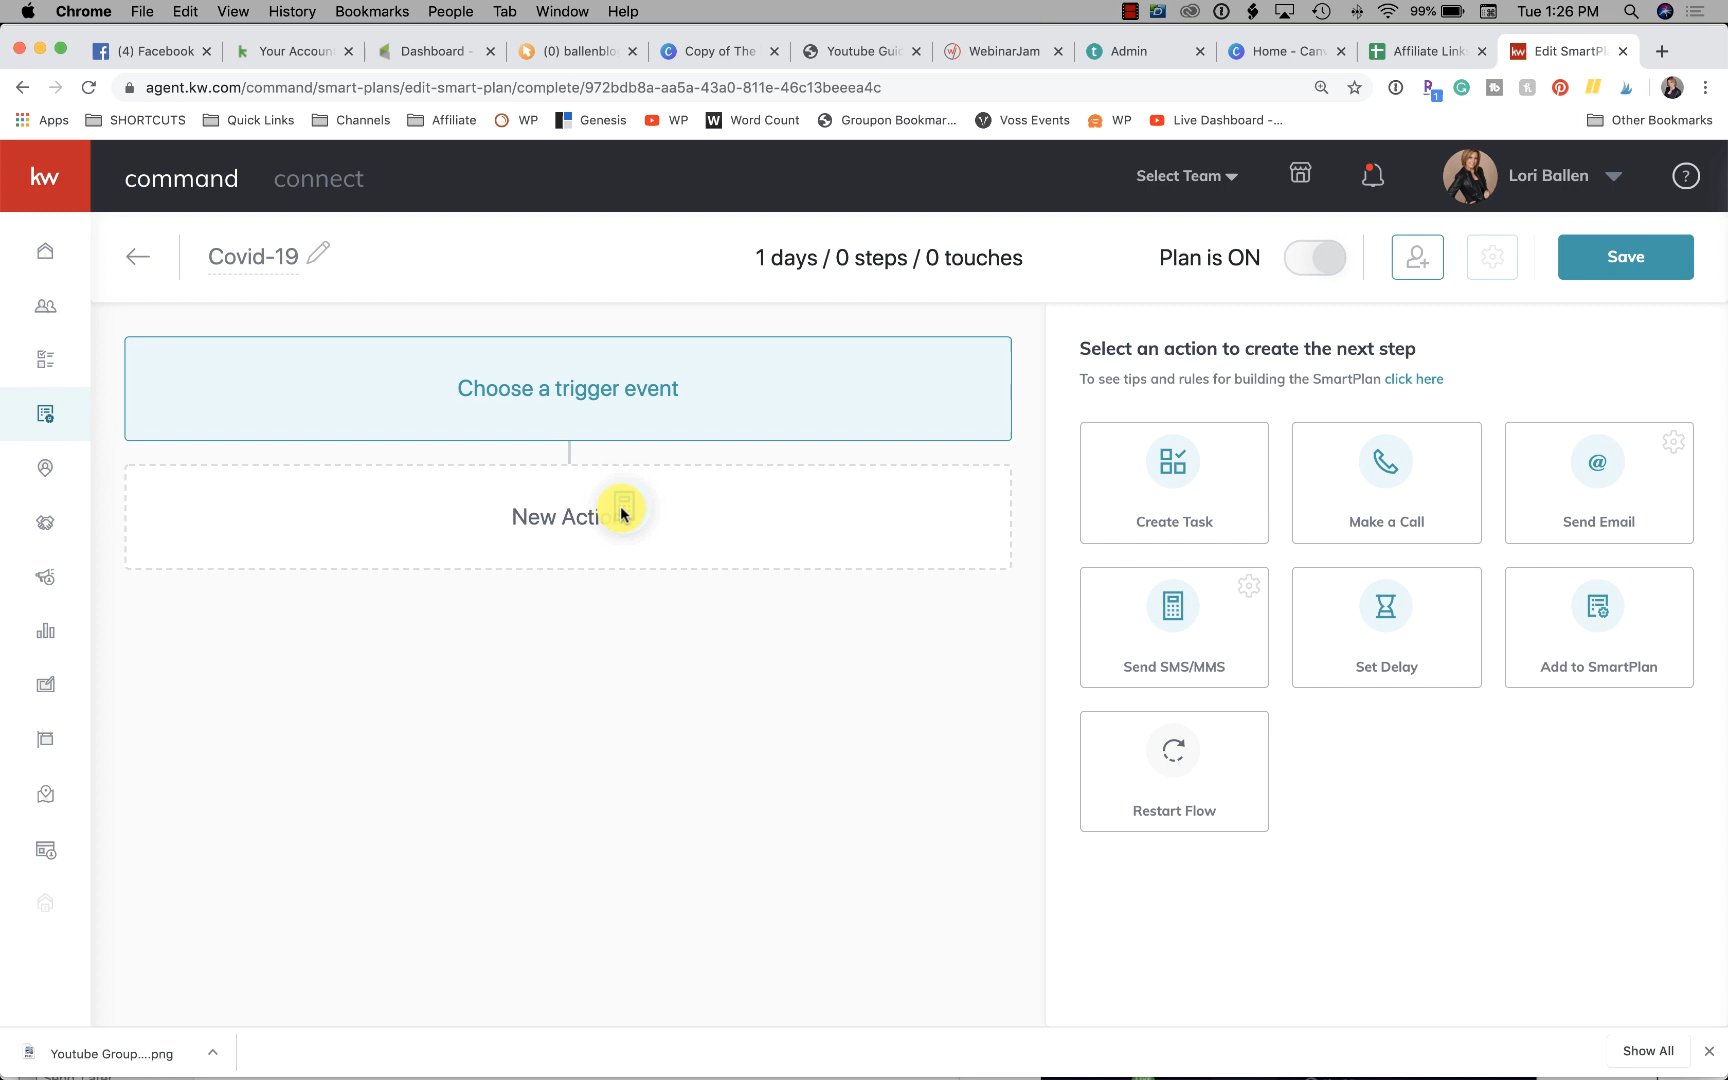 Chrome File Edit View History Bookmarks People Tab Window Help 99% Tue 1:26 PM
(4) Facebook Your Accoun Dashboard - (0) ballenblo Copy of The Youtube Guid WebinarJam Admin Home - Can Affiliate Link Edit SmartPl
agent.kw.com/command/smart-plans/edit-smart-plan/complete/972bdb8a-aa5a-43a0-811e-46c13beeea4c
Apps SHORTCUTS Quick Links Channels Affiliate WP Genesis WP Word Count Groupon Bookmar... Voss Events WP Live Dashboard -... Other Bookmarks
kw command connect Select Team Lori Ballen ?
Covid-19 1 days / 0 steps / 0 touches Plan is ON Save
Choose a trigger event
New Acti
Select an action to create the next step
To see tips and rules for building the SmartPlan click here
Create Task Make a Call Send Email
Send SMS/MMS Set Delay Add to SmartPlan
Restart Flow
Youtube Group....png Show All